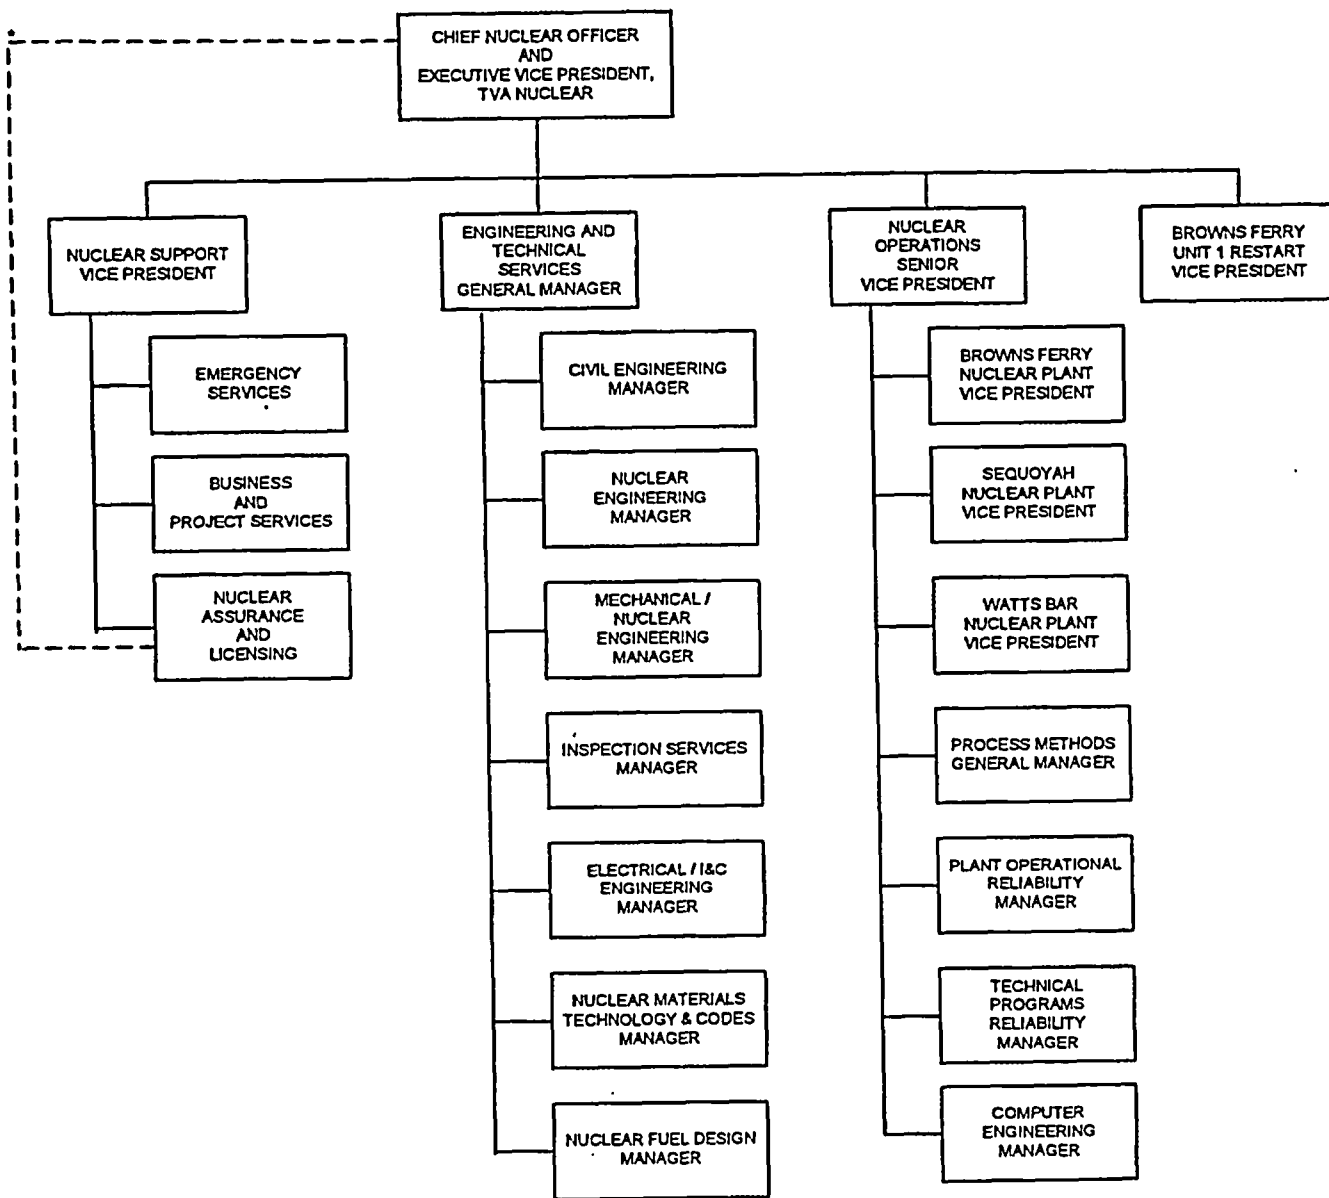 *
CHIEF NUCLEAR OFFICER
AND
EXECUTIVE VICE PRESIDENT,
TVA NUCLEAR
NUCLEAR SUPPORT
VICE PRESIDENT
EMERGENCY
SERVICES
BUSINESS
AND
PROJECT SERVICES
NUCLEAR
ASSURANCE
AND
LICENSING
ENGINEERING AND
TECHNICAL
SERVICES
GENERAL MANAGER
CIVIL ENGINEERING
MANAGER
NUCLEAR
ENGINEERING
MANAGER
MECHANICAL /
NUCLEAR
ENGINEERING
MANAGER
INSPECTION SERVICES
MANAGER
ELECTRICAL / I&C
ENGINEERING
MANAGER
NUCLEAR MATERIALS
TECHNOLOGY & CODES
MANAGER
NUCLEAR FUEL DESIGN
MANAGER
NUCLEAR
OPERATIONS
SENIOR
VICE PRESIDENT
BROWNS FERRY
NUCLEAR PLANT
VICE PRESIDENT
SEQUOYAH
NUCLEAR PLANT
VICE PRESIDENT
WATTS BAR
NUCLEAR PLANT
VICE PRESIDENT
PROCESS METHODS
GENERAL MANAGER
PLANT OPERATIONAL
RELIABILITY
MANAGER
TECHNICAL
PROGRAMS
RELIABILITY
MANAGER
COMPUTER
ENGINEERING
MANAGER
BROWNS FERRY
UNIT 1 RESTART
VICE PRESIDENT